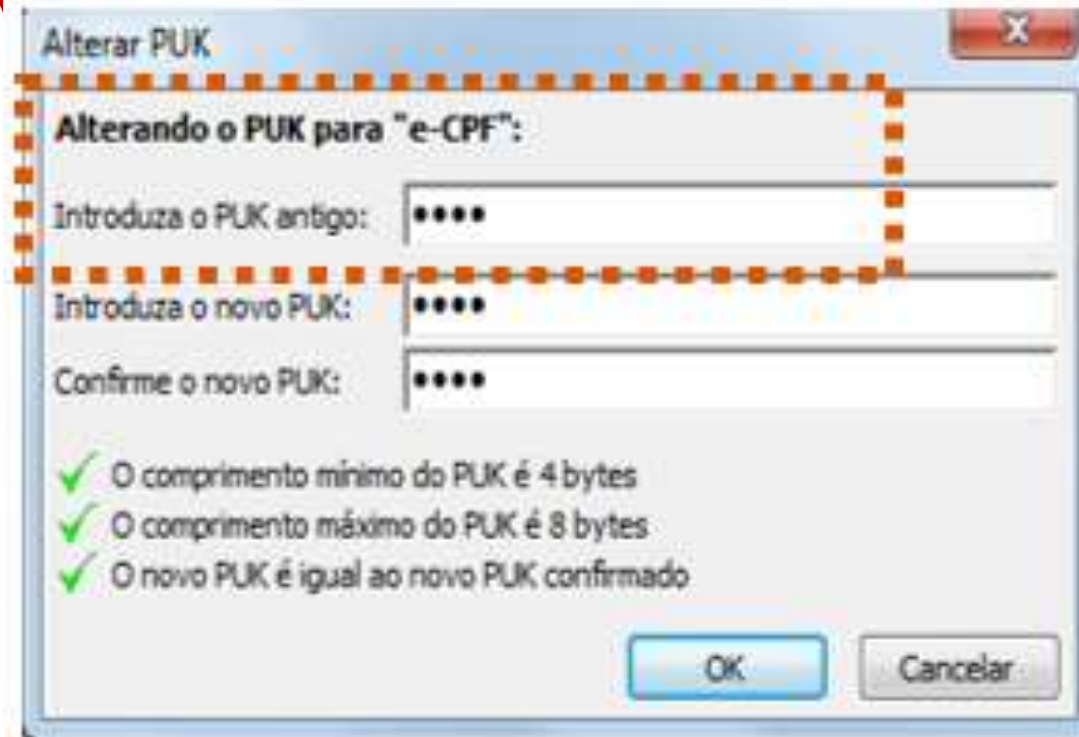 Alterar PUK
Alterando o PUK para "e-CPF":
Introduza o PUK antigo: ••••
Introduza o novo PUK: ••••
Confirme o novo PUK: ••••
O comprimento mínimo do PUK é 4 bytes
O comprimento máximo do PUK é 8 bytes
O novo PUK é igual ao novo PUK confirmado
OK Cancelar